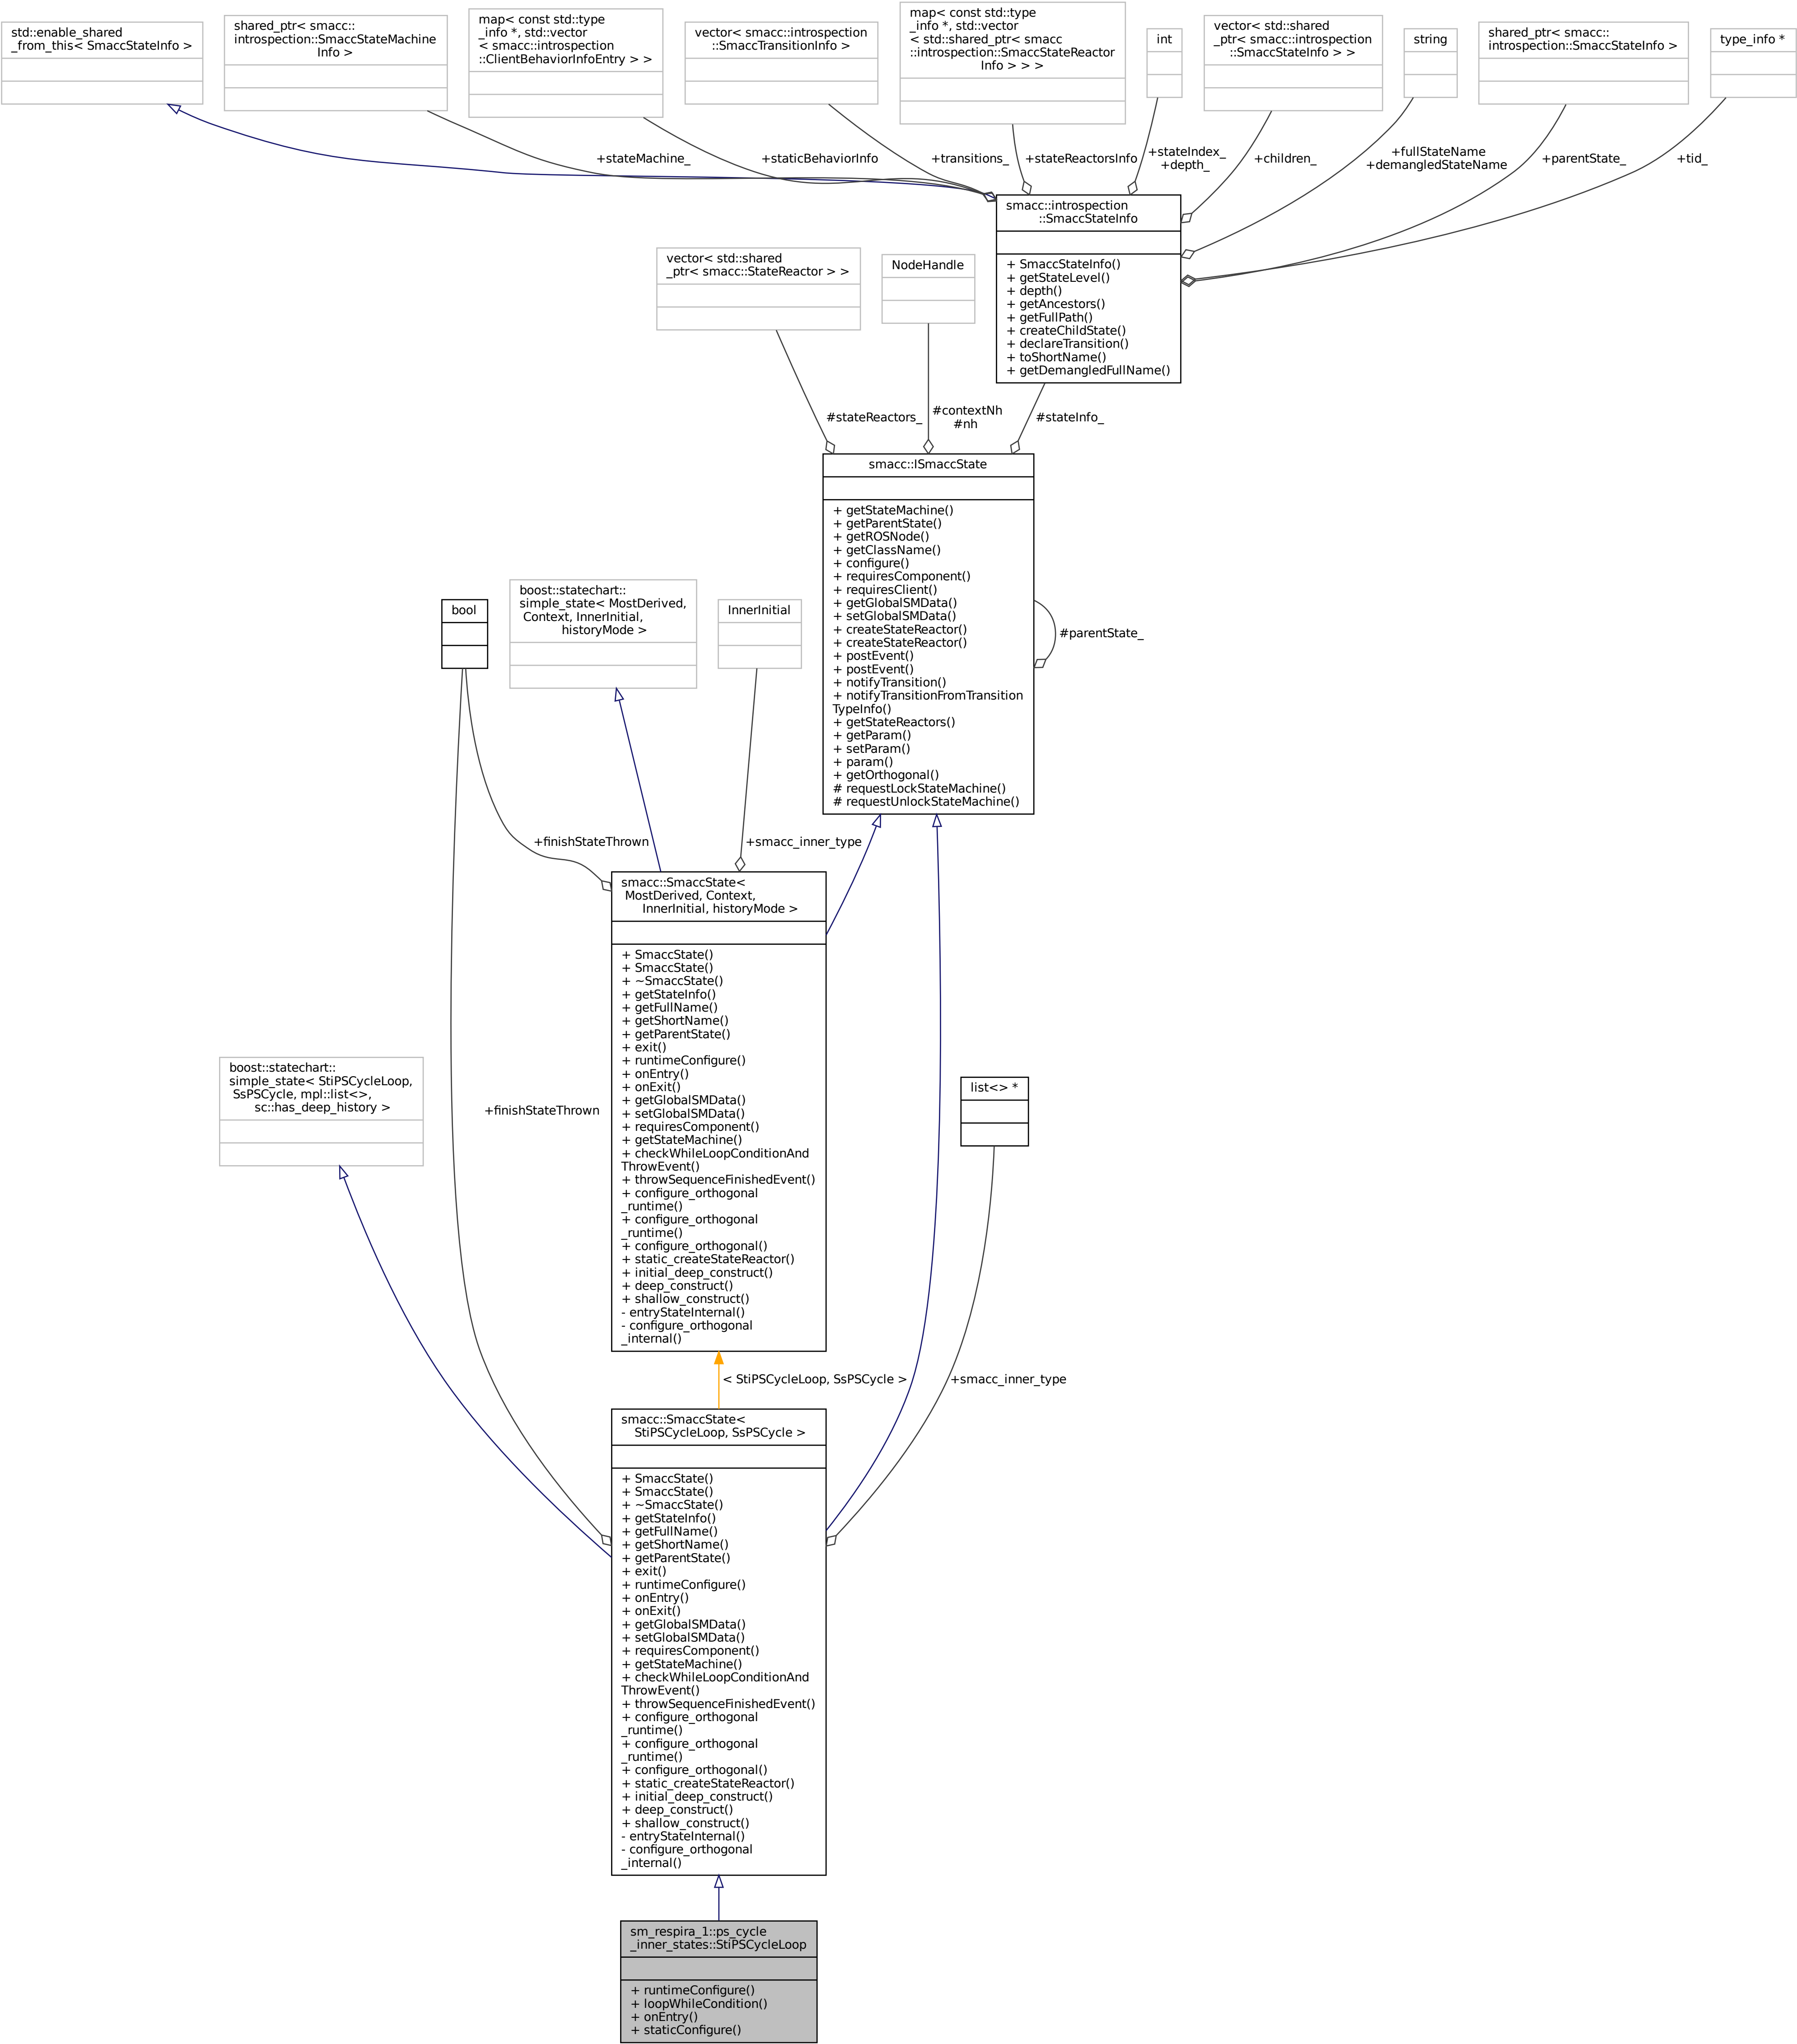 std::enable_shared
_from_this< SmaccStateInfo >
shared_ptr< smacc::
introspection::SmaccStateMachine
Info >
map< const std::type
_info *, std::vector
< smacc::introspection
::ClientBehaviorInfoEntry > >
vector< smacc::introspection
::SmaccTransitionInfo >
map< const std::type
_info *, std::vector
< std::shared_ptr< smacc
::introspection::SmaccStateReactor
Info > > >
int
vector< std::shared
_ptr< smacc::introspection
::SmaccStateInfo > >
string
shared_ptr< smacc::
introspection::SmaccStateInfo >
type_info *
+stateMachine_
+staticBehaviorInfo
+transitions_
+stateReactorsInfo
+stateIndex_
+depth_
+children_
+fullStateName
+demangledStateName
+parentState_
+tid_
smacc::introspection
::SmaccStateInfo
+ SmaccStateInfo()
+ getStateLevel()
+ depth()
+ getAncestors()
+ getFullPath()
+ createChildState()
+ declareTransition()
+ toShortName()
+ getDemangledFullName()
vector< std::shared
_ptr< smacc::StateReactor > >
NodeHandle
#stateReactors_
#contextNh
#nh
#stateInfo_
smacc::ISmaccState
+ getStateMachine()
+ getParentState()
+ getROSNode()
+ getClassName()
+ configure()
+ requiresComponent()
+ requiresClient()
+ getGlobalSMData()
+ setGlobalSMData()
+ createStateReactor()
+ createStateReactor()
+ postEvent()
+ postEvent()
+ notifyTransition()
+ notifyTransitionFromTransition
TypeInfo()
+ getStateReactors()
+ getParam()
+ setParam()
+ param()
+ getOrthogonal()
# requestLockStateMachine()
# requestUnlockStateMachine()
#parentState_
bool
boost::statechart::
simple_state< MostDerived,
Context, InnerInitial,
historyMode >
InnerInitial
+finishStateThrown
+smacc_inner_type
smacc::SmaccState<
MostDerived, Context,
InnerInitial, historyMode >
+ SmaccState()
+ SmaccState()
+ ~SmaccState()
+ getStateInfo()
+ getFullName()
+ getShortName()
+ getParentState()
+ exit()
+ runtimeConfigure()
+ onEntry()
+ onExit()
+ getGlobalSMData()
+ setGlobalSMData()
+ requiresComponent()
+ getStateMachine()
+ checkWhileLoopConditionAnd
ThrowEvent()
+ throwSequenceFinishedEvent()
+ configure_orthogonal
_runtime()
+ configure_orthogonal
_runtime()
+ configure_orthogonal()
+ static_createStateReactor()
+ initial_deep_construct()
+ deep_construct()
+ shallow_construct()
- entryStateInternal()
- configure_orthogonal
_internal()
boost::statechart::
simple_state< StiPSCycleLoop,
SsPSCycle, mpl::list<>,
sc::has_deep_history >
+finishStateThrown
list<> *
< StiPSCycleLoop, SsPSCycle >
+smacc_inner_type
smacc::SmaccState<
StiPSCycleLoop, SsPSCycle >
+ SmaccState()
+ SmaccState()
+ ~SmaccState()
+ getStateInfo()
+ getFullName()
+ getShortName()
+ getParentState()
+ exit()
+ runtimeConfigure()
+ onEntry()
+ onExit()
+ getGlobalSMData()
+ setGlobalSMData()
+ requiresComponent()
+ getStateMachine()
+ checkWhileLoopConditionAnd
ThrowEvent()
+ throwSequenceFinishedEvent()
+ configure_orthogonal
_runtime()
+ configure_orthogonal
_runtime()
+ configure_orthogonal()
+ static_createStateReactor()
+ initial_deep_construct()
+ deep_construct()
+ shallow_construct()
- entryStateInternal()
- configure_orthogonal
_internal()
sm_respira_1::ps_cycle
_inner_states::StiPSCycleLoop
+ runtimeConfigure()
+ loopWhileCondition()
+ onEntry()
+ staticConfigure()